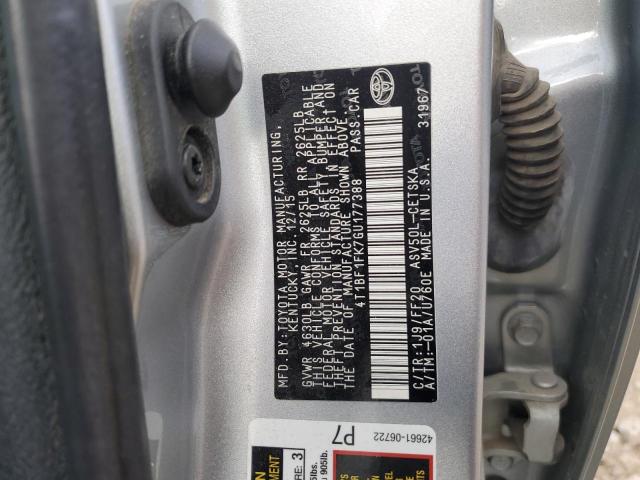 MFD. BY: TOYOTA MOTOR MANUFACTURING,
KENTUCKY, INC. 12/15
GVWR 4630LB GAWR FR 2625LB RR 2625LB
THIS VEHICLE CONFORMS TO ALL APPLICABLE
FEDERAL MOTOR VEHICLE SAFETY, BUMPER, AND
THEFT PREVENTION STANDARDS IN EFFECT ON
THE DATE OF MANUFACTURE SHOWN ABOVE.
4T1BF1FK7GU177388 PASS. CAR
C/TR: 1J9/FF20 ASV50L-CETSKA
A/TM: -01A/U760E MADE IN U.S.A. 31967
P7
42661-06722